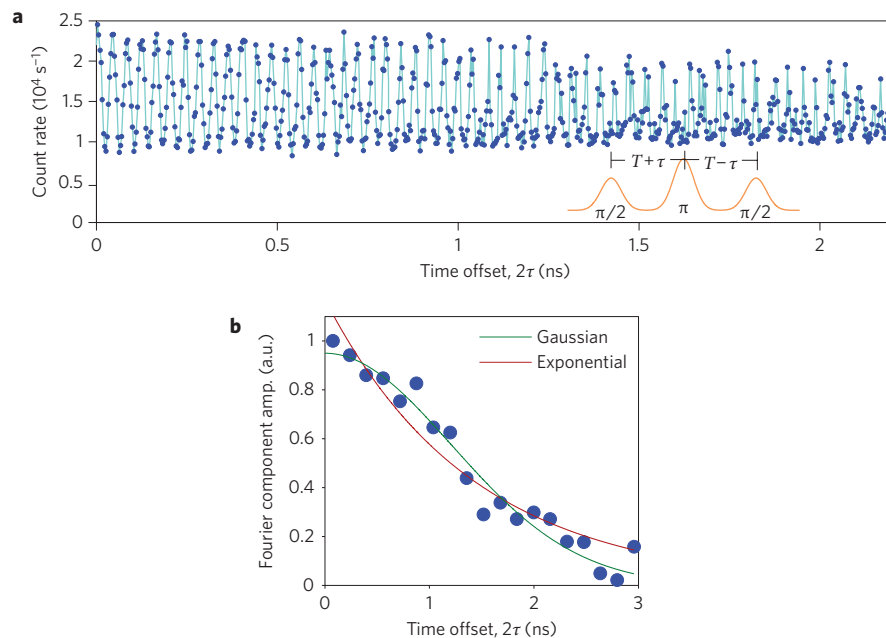 a
Count rate (10⁴ s⁻¹)
2.5
2
1.5
1
0.5
0
T+τ
T−τ
π/2
π
π/2
0
0.5
1
1.5
2
Time offset, 2τ (ns)
b
Fourier component amp. (a.u.)
1
0.8
0.6
0.4
0.2
0
Gaussian
Exponential
0
1
2
3
Time offset, 2τ (ns)